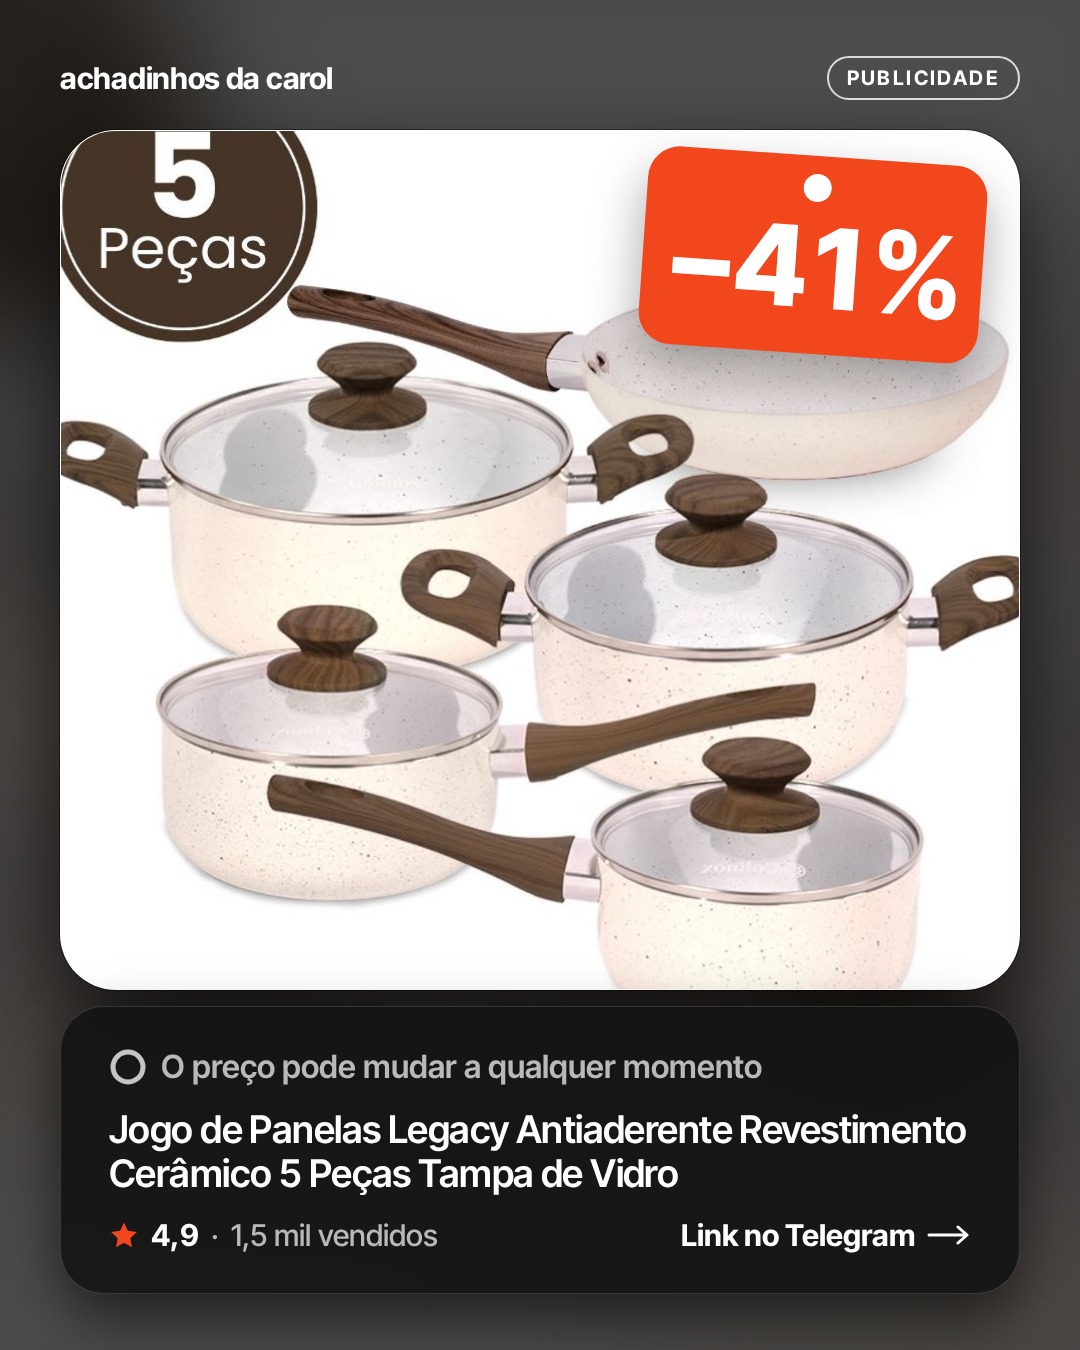 achadinhos da carol
PUBLICIDADE
5
Peças
–41%
O preço pode mudar a qualquer momento
Jogo de Panelas Legacy Antiaderente Revestimento
Cerâmico 5 Peças Tampa de Vidro
4,9 · 1,5 mil vendidos
Link no Telegram →